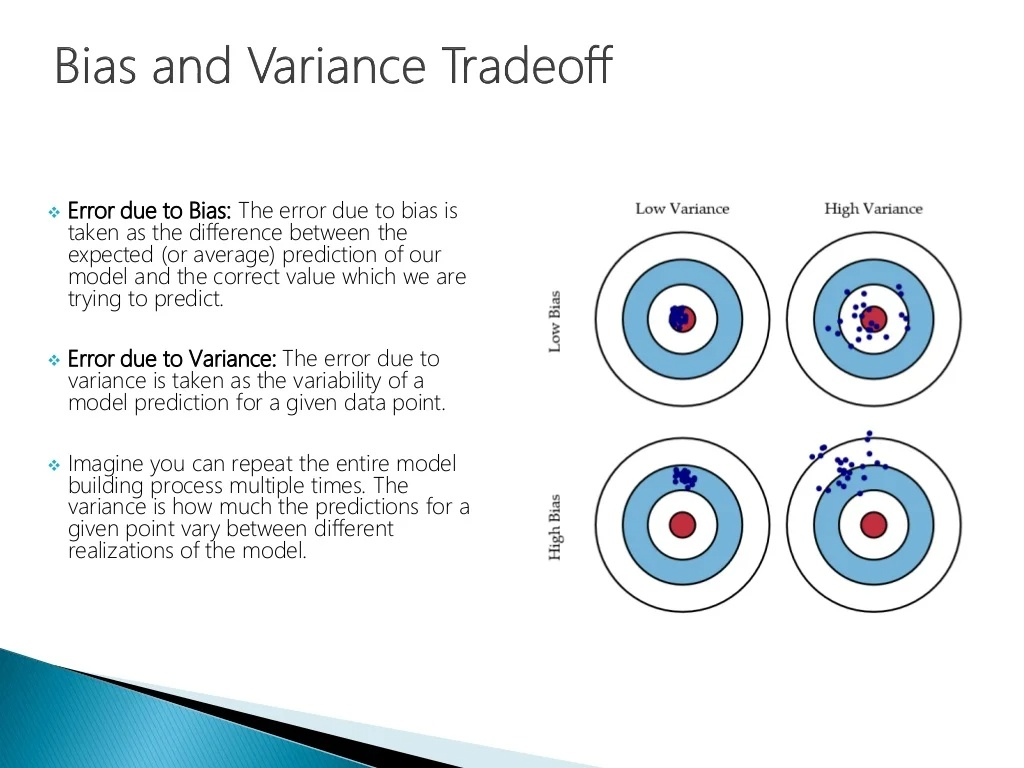 Bias and Variance Tradeoff
Error due to Bias: The error due to bias is
taken as the difference between the
expected (or average) prediction of our
model and the correct value which we are
trying to predict.
Error due to Variance: The error due to
variance is taken as the variability of a
model prediction for a given data point.
Imagine you can repeat the entire model
building process multiple times. The
variance is how much the predictions for a
given point vary between different
realizations of the model.
Low Variance
High Variance
Low Bias
High Bias